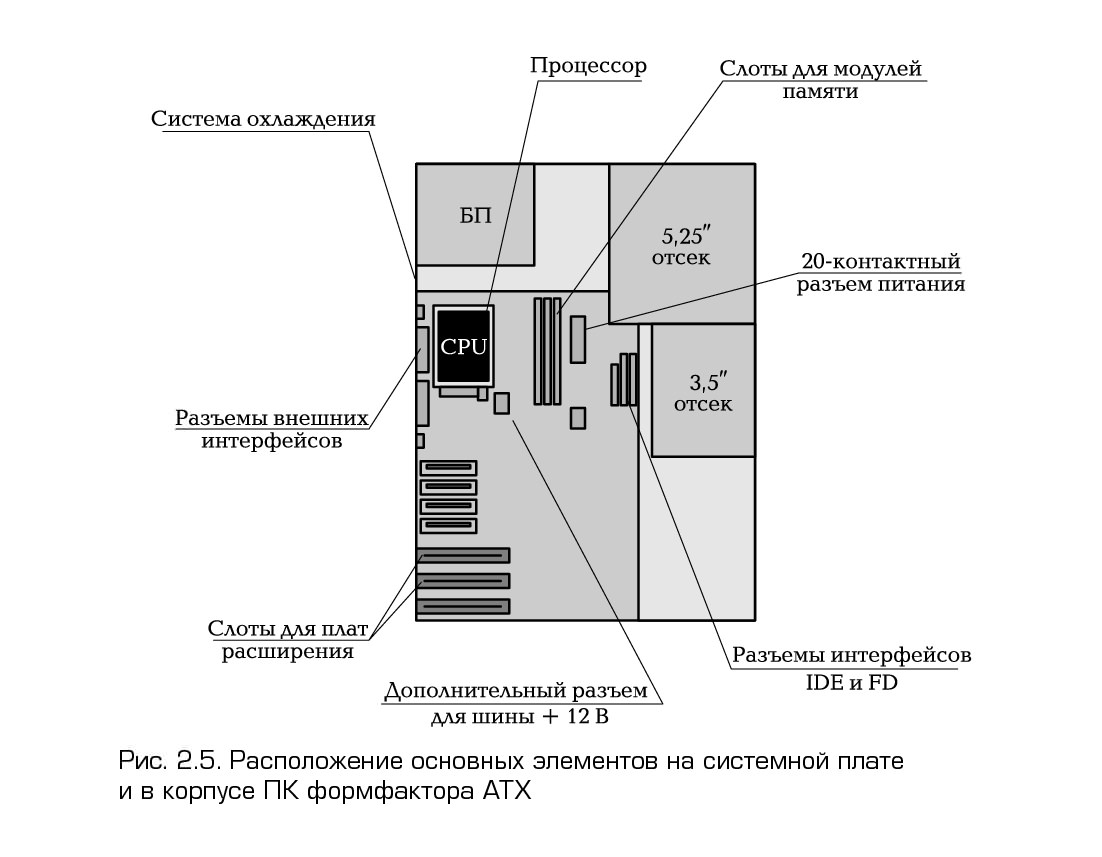 Процессор
Слоты для модулей
памяти
Система охлаждения
БП
5,25″
отсек
20-контактный
разъем питания
CPU
3,5″
отсек
Разъемы внешних
интерфейсов
Слоты для плат
расширения
Разъемы интерфейсов
IDE и FD
Дополнительный разъем
для шины + 12 В
Рис. 2.5. Расположение основных элементов на системной плате
и в корпусе ПК формфактора ATX